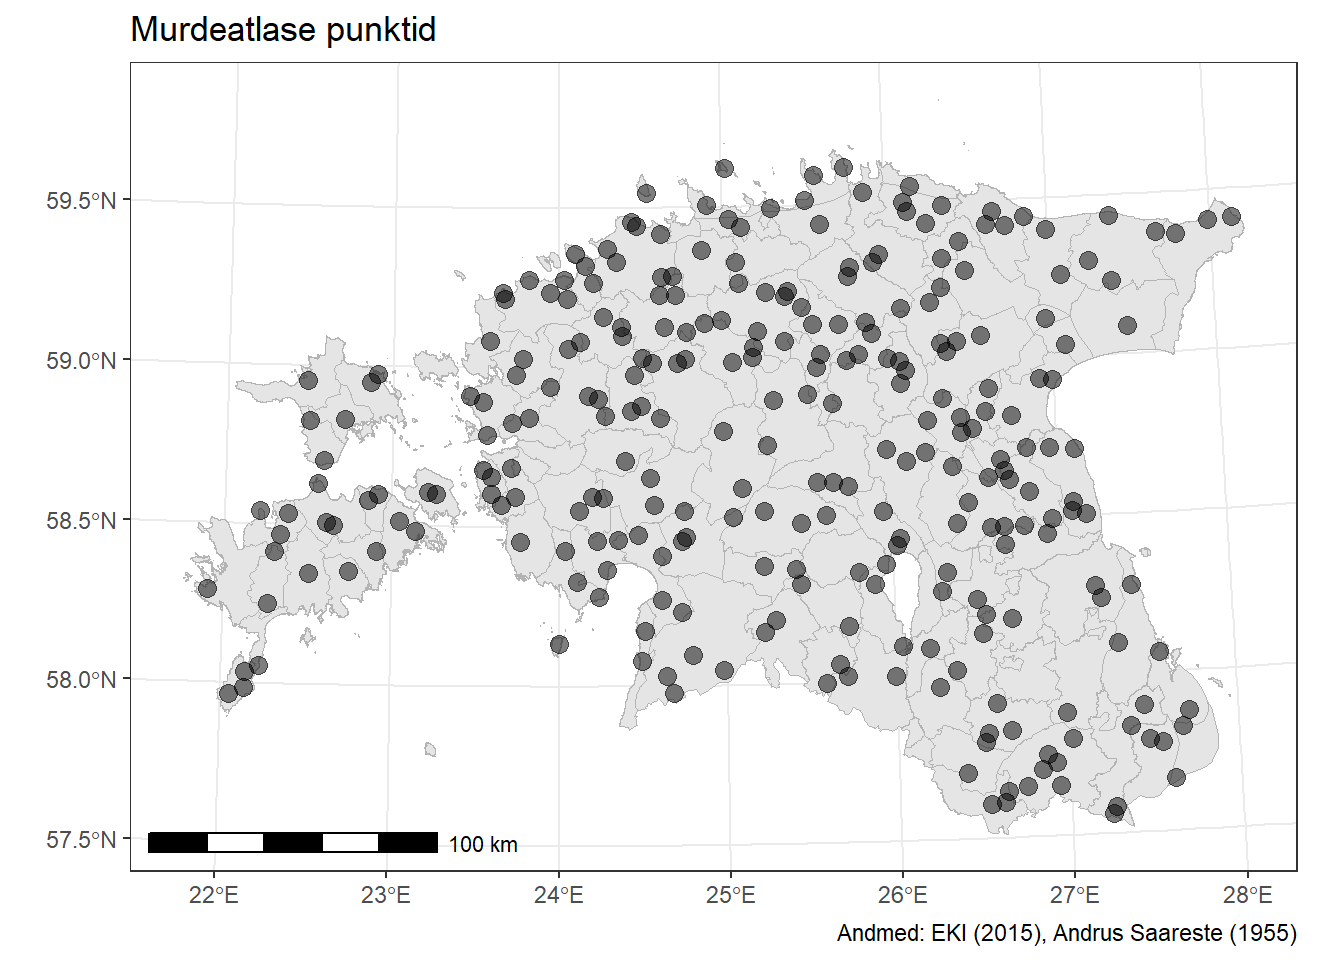 Murdeatlase punktid
59.5°N
59.0°N
58.5°N
58.0°N
57.5°N
100 km
22°E 23°E 24°E 25°E 26°E 27°E 28°E
Andmed: EKI (2015), Andrus Saareste (1955)